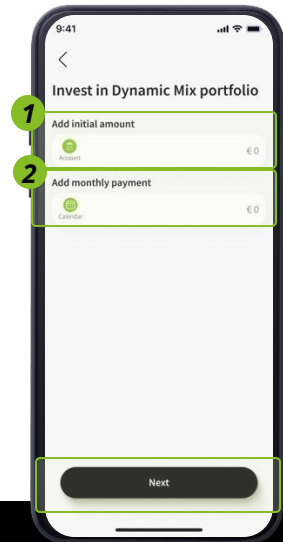 9:41
Invest in Dynamic Mix portfolio
1
Add initial amount
€ 0
Account
2
Add monthly payment
€ 0
Calendar
Next